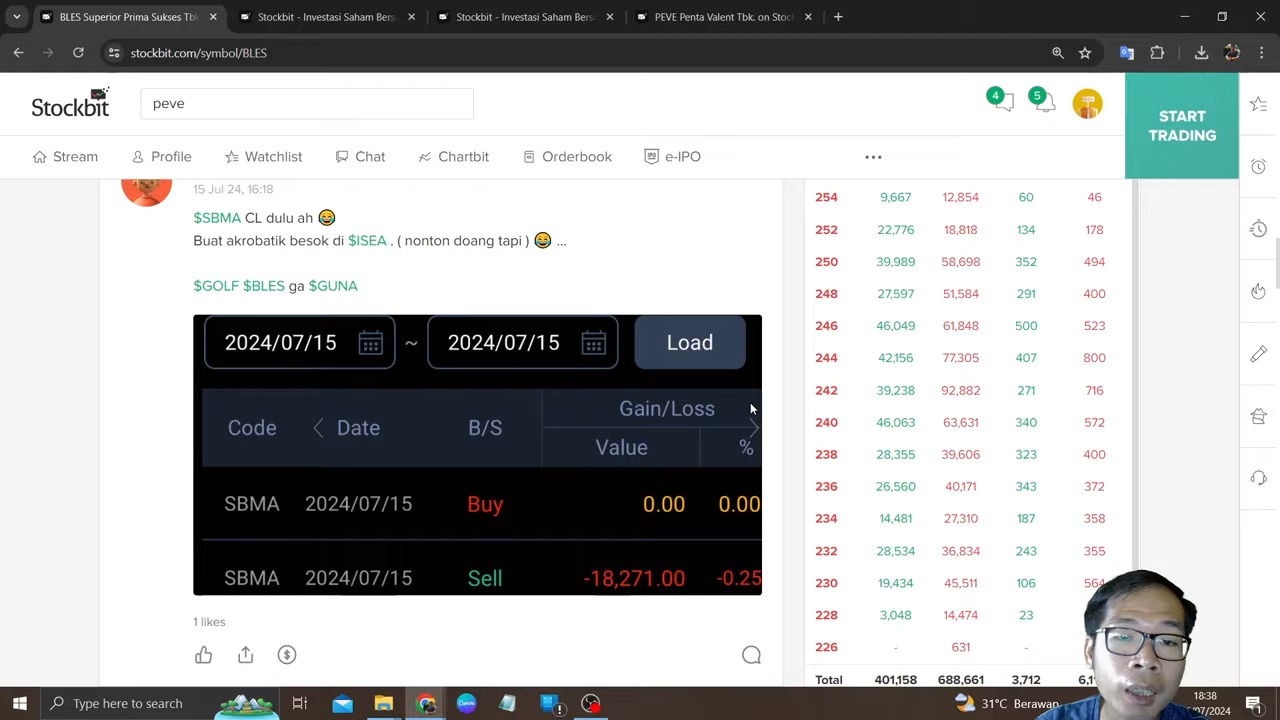 BLES Superior Prima Sukses Tbk
Stockbit - Investasi Saham Bers
Stockbit - Investasi Saham Bers
PEVE Penta Valent Tbk. on Stoc
stockbit.com/symbol/BLES
Stockbit
peve
4
5
START TRADING
Stream Profile Watchlist Chat Chartbit Orderbook e-IPO
15 Jul 24, 16:18
$SBMA CL dulu ah 😂
Buat akrobatik besok di $ISEA . ( nonton doang tapi ) 😂 ...
$GOLF $BLES ga $GUNA
2024/07/15 ~ 2024/07/15 Load
Code Date B/S Gain/Loss
Value %
SBMA 2024/07/15 Buy 0.00 0.00
SBMA 2024/07/15 Sell -18,271.00 -0.25
1 likes
254 9,667 12,854 60 46
252 22,776 18,818 134 178
250 39,989 58,698 352 494
248 27,597 51,584 291 400
246 46,049 61,848 500 523
244 42,156 77,305 407 800
242 39,238 92,882 271 716
240 46,063 63,631 340 572
238 28,355 39,606 323 400
236 26,560 40,171 343 372
234 14,481 27,310 187 358
232 28,534 36,834 243 355
230 19,434 45,511 106 564
228 3,048 14,474 23
226 - 631 -
Total 401,158 688,661 3,712
Type here to search
31°C Berawan
18:38